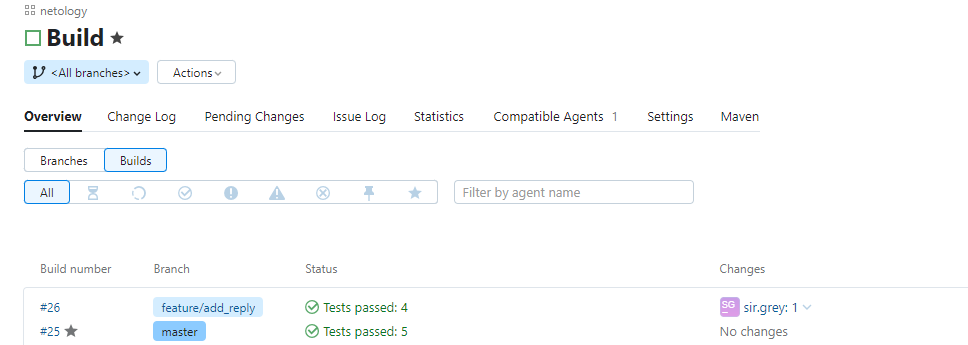 netology
Build
<All branches> Actions
Overview Change Log Pending Changes Issue Log Statistics Compatible Agents 1 Settings Maven
Branches Builds
All Filter by agent name
Build number Branch Status Changes
#26 feature/add_reply Tests passed: 4 SG sir.grey: 1
#25 master Tests passed: 5 No changes